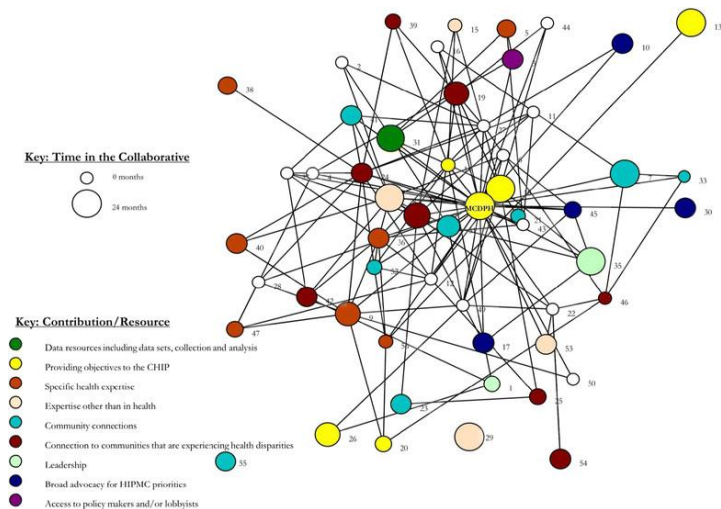 39
15
5
44
13
16
10
2
38
19
11
31
33
MCDPH
45
30
43
40
36
35
28
12
42
46
22
9
47
17
53
50
1
25
23
26
20
29
54
55
Key: Time in the Collaborative
0 months
24 months
Key: Contribution/Resource
Data resources including data sets, collection and analysis
Providing objectives to the CHIP
Specific health expertise
Expertise other than in health
Community connections
Connection to communities that are experiencing health disparities
Leadership
Broad advocacy for HIPMC priorities
Access to policy makers and/or lobbyists